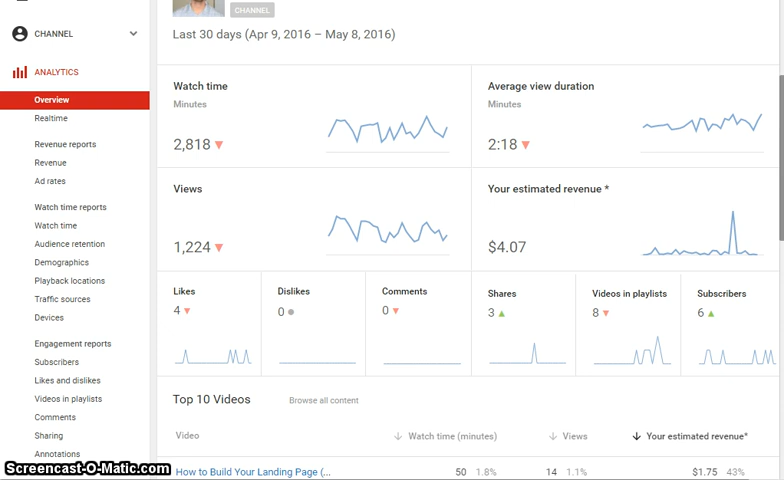 CHANNEL
Last 30 days (Apr 9, 2016 – May 8, 2016)
CHANNEL
ANALYTICS
Overview
Realtime
Revenue reports
Revenue
Ad rates
Watch time reports
Watch time
Audience retention
Demographics
Playback locations
Traffic sources
Devices
Engagement reports
Subscribers
Likes and dislikes
Videos in playlists
Comments
Sharing
Annotations
Watch time
Minutes
2,818
Average view duration
Minutes
2:18
Views
1,224
Your estimated revenue *
$4.07
Likes
4
Dislikes
0
Comments
0
Shares
3
Videos in playlists
8
Subscribers
6
Top 10 Videos Browse all content
Video Watch time (minutes) Views Your estimated revenue*
How to Build Your Landing Page (... 50 1.8% 14 1.1% $1.75 43%
Screencast-O-Matic.com